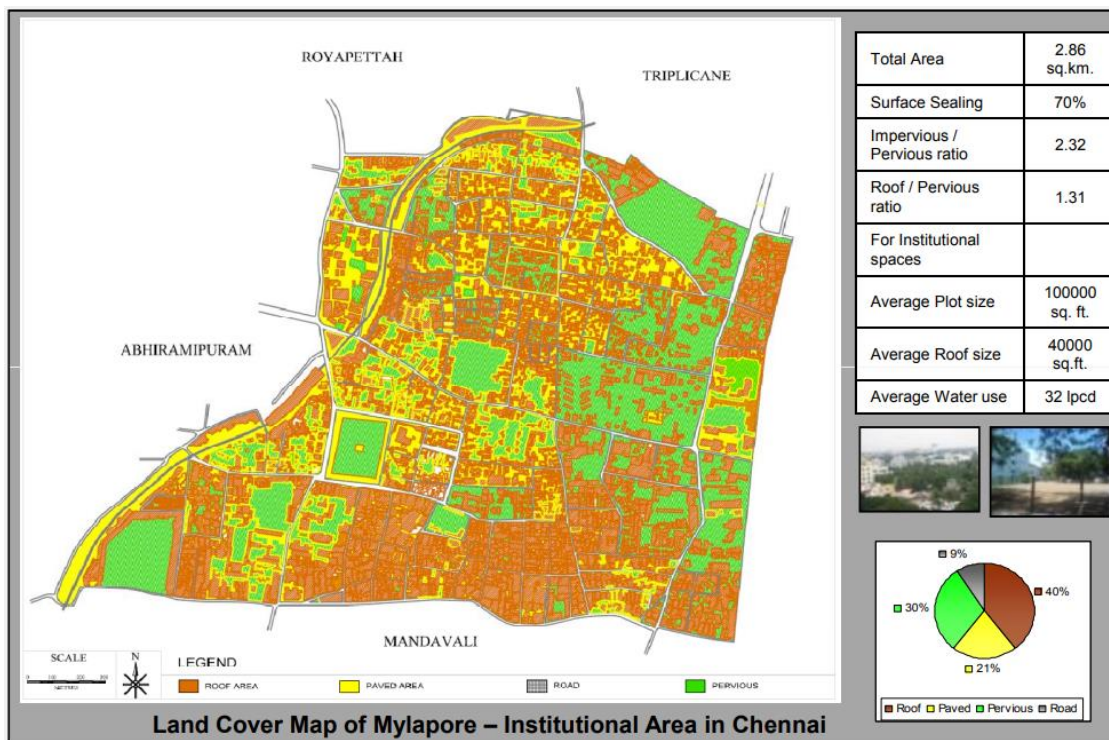 ROYAPETTAH
TRIPLICANE
ABHIRAMIPURAM
MANDAVALI
SCALE
N
LEGEND
ROOF AREA
PAVED AREA
ROAD
PERVIOUS
Total Area
2.86
sq.km.
Surface Sealing
70%
Impervious /
Pervious ratio
2.32
Roof / Pervious
ratio
1.31
For Institutional
spaces
Average Plot size
100000
sq. ft.
Average Roof size
40000
sq.ft.
Average Water use
32 lpcd
9%
40%
30%
21%
Roof Paved Pervious Road
Land Cover Map of Mylapore – Institutional Area in Chennai